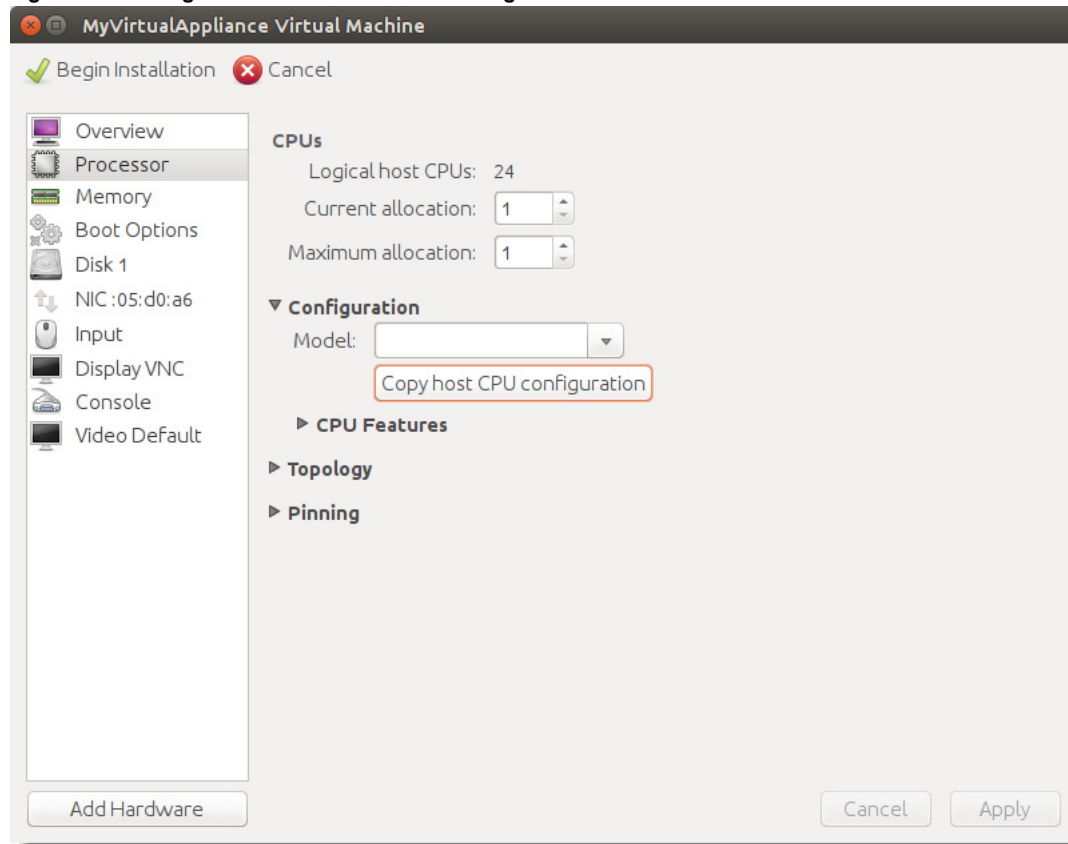 MyVirtualAppliance Virtual Machine
Begin Installation Cancel
Overview
Processor
Memory
Boot Options
Disk 1
NIC :05:d0:a6
Input
Display VNC
Console
Video Default
Add Hardware
CPUs
Logical host CPUs: 24
Current allocation: 1
Maximum allocation: 1
Configuration
Model:
Copy host CPU configuration
CPU Features
Topology
Pinning
Cancel Apply